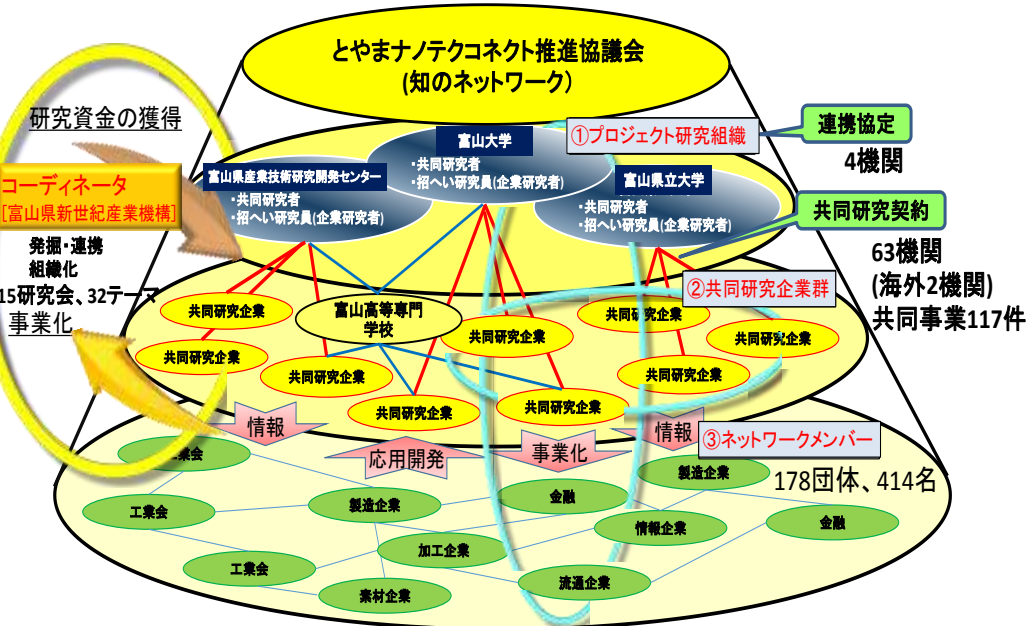 とやまナノテクコネクト推進協議会
(知のネットワーク)
研究資金の獲得
コーディネータ
[富山県新世紀産業機構]
発掘・連携
組織化
15研究会、32テーマ
事業化
①プロジェクト研究組織
連携協定
4機関
富山大学
・共同研究者
・招へい研究員(企業研究者)
富山県産業技術研究開発センター
・共同研究者
・招へい研究員(企業研究者)
富山県立大学
・共同研究者
・招へい研究員(企業研究者)
共同研究契約
63機関
(海外2機関)
共同事業117件
②共同研究企業群
富山高等専門
学校
共同研究企業
共同研究企業
共同研究企業
共同研究企業
共同研究企業
共同研究企業
共同研究企業
共同研究企業
共同研究企業
情報
応用開発
事業化
情報
③ネットワークメンバー
178団体、414名
工業会
工業会
工業会
製造企業
素材企業
加工企業
金融
流通企業
情報企業
製造企業
金融